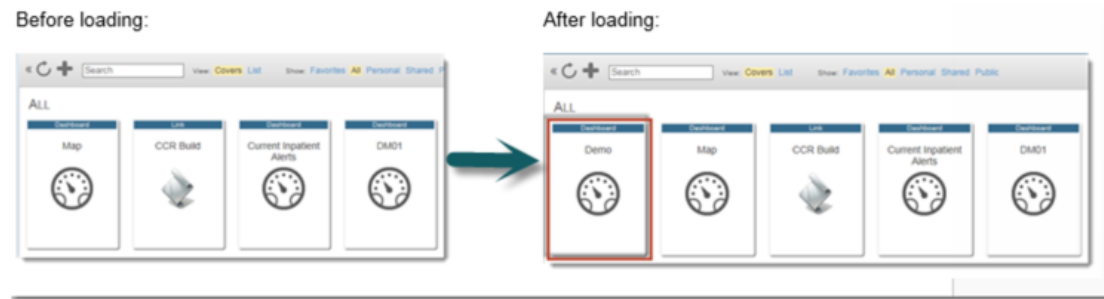 Before loading:
After loading:
« Search View: Covers List Show: Favorites All Personal Shared P
ALL
Dashboard Link Dashboard Dashboard
Map CCR Build Current Inpatient DM01
Alerts
« Search View: Covers List Show: Favorites All Personal Shared Public
ALL
Dashboard Dashboard Link Dashboard Dashboard
Demo Map CCR Build Current Inpatient DM01
Alerts